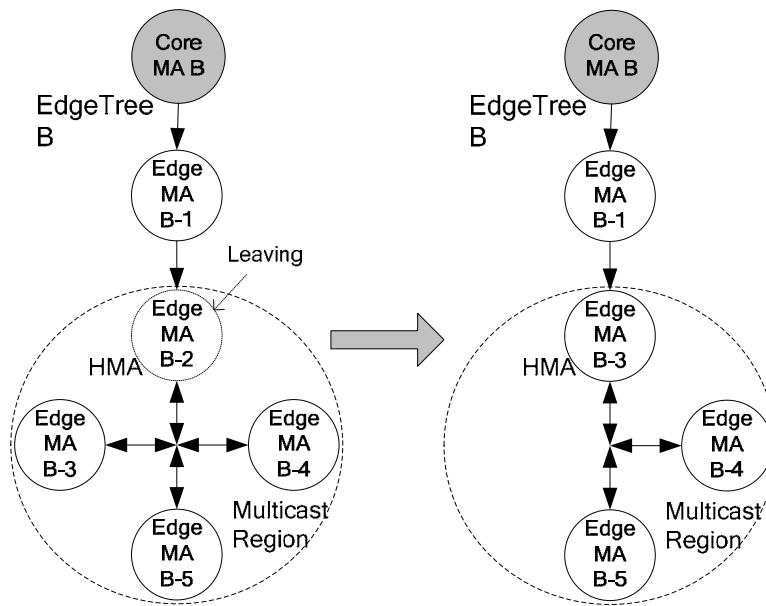 Core
MA B
EdgeTree
B
Edge
MA
B-1
Leaving
Edge
MA
B-2
HMA
Edge
MA
B-3
Edge
MA
B-4
Multicast
Region
Edge
MA
B-5
Core
MA B
EdgeTree
B
Edge
MA
B-1
Edge
MA
B-3
HMA
Edge
MA
B-4
Multicast
Region
Edge
MA
B-5